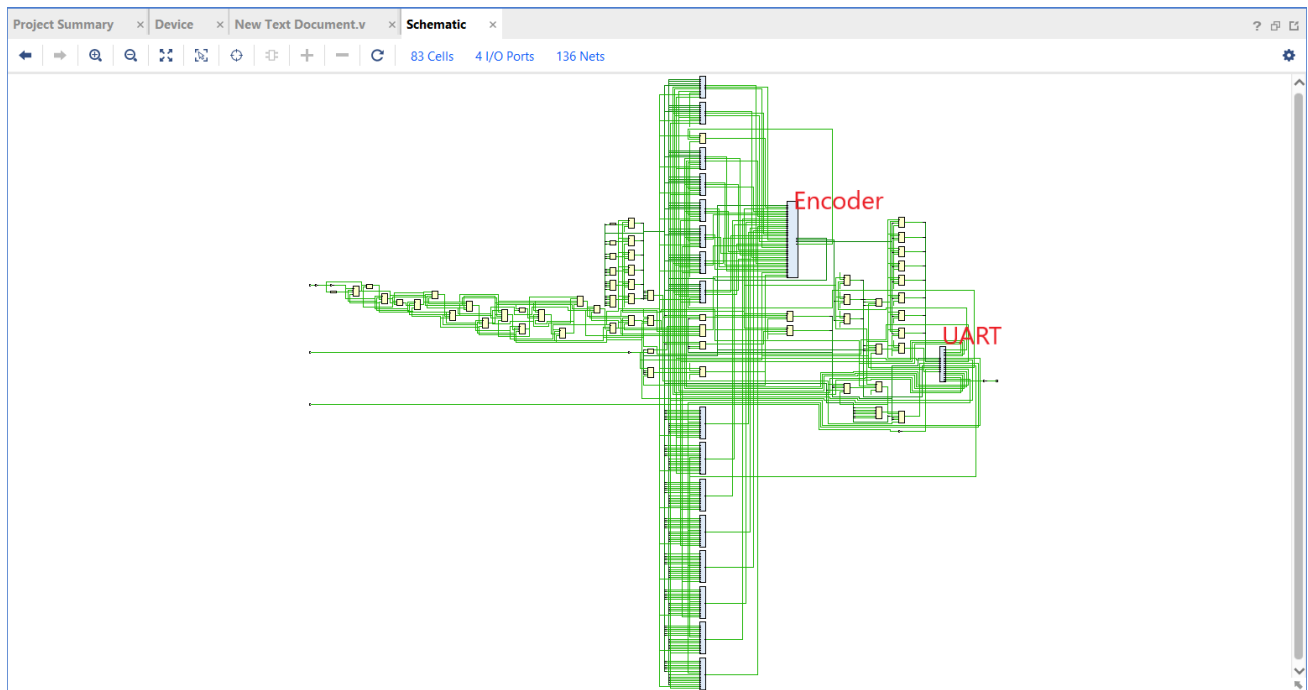 Project Summary × Device × New Text Document.v × Schematic × ?
83 Cells 4 I/O Ports 136 Nets
Encoder
UART